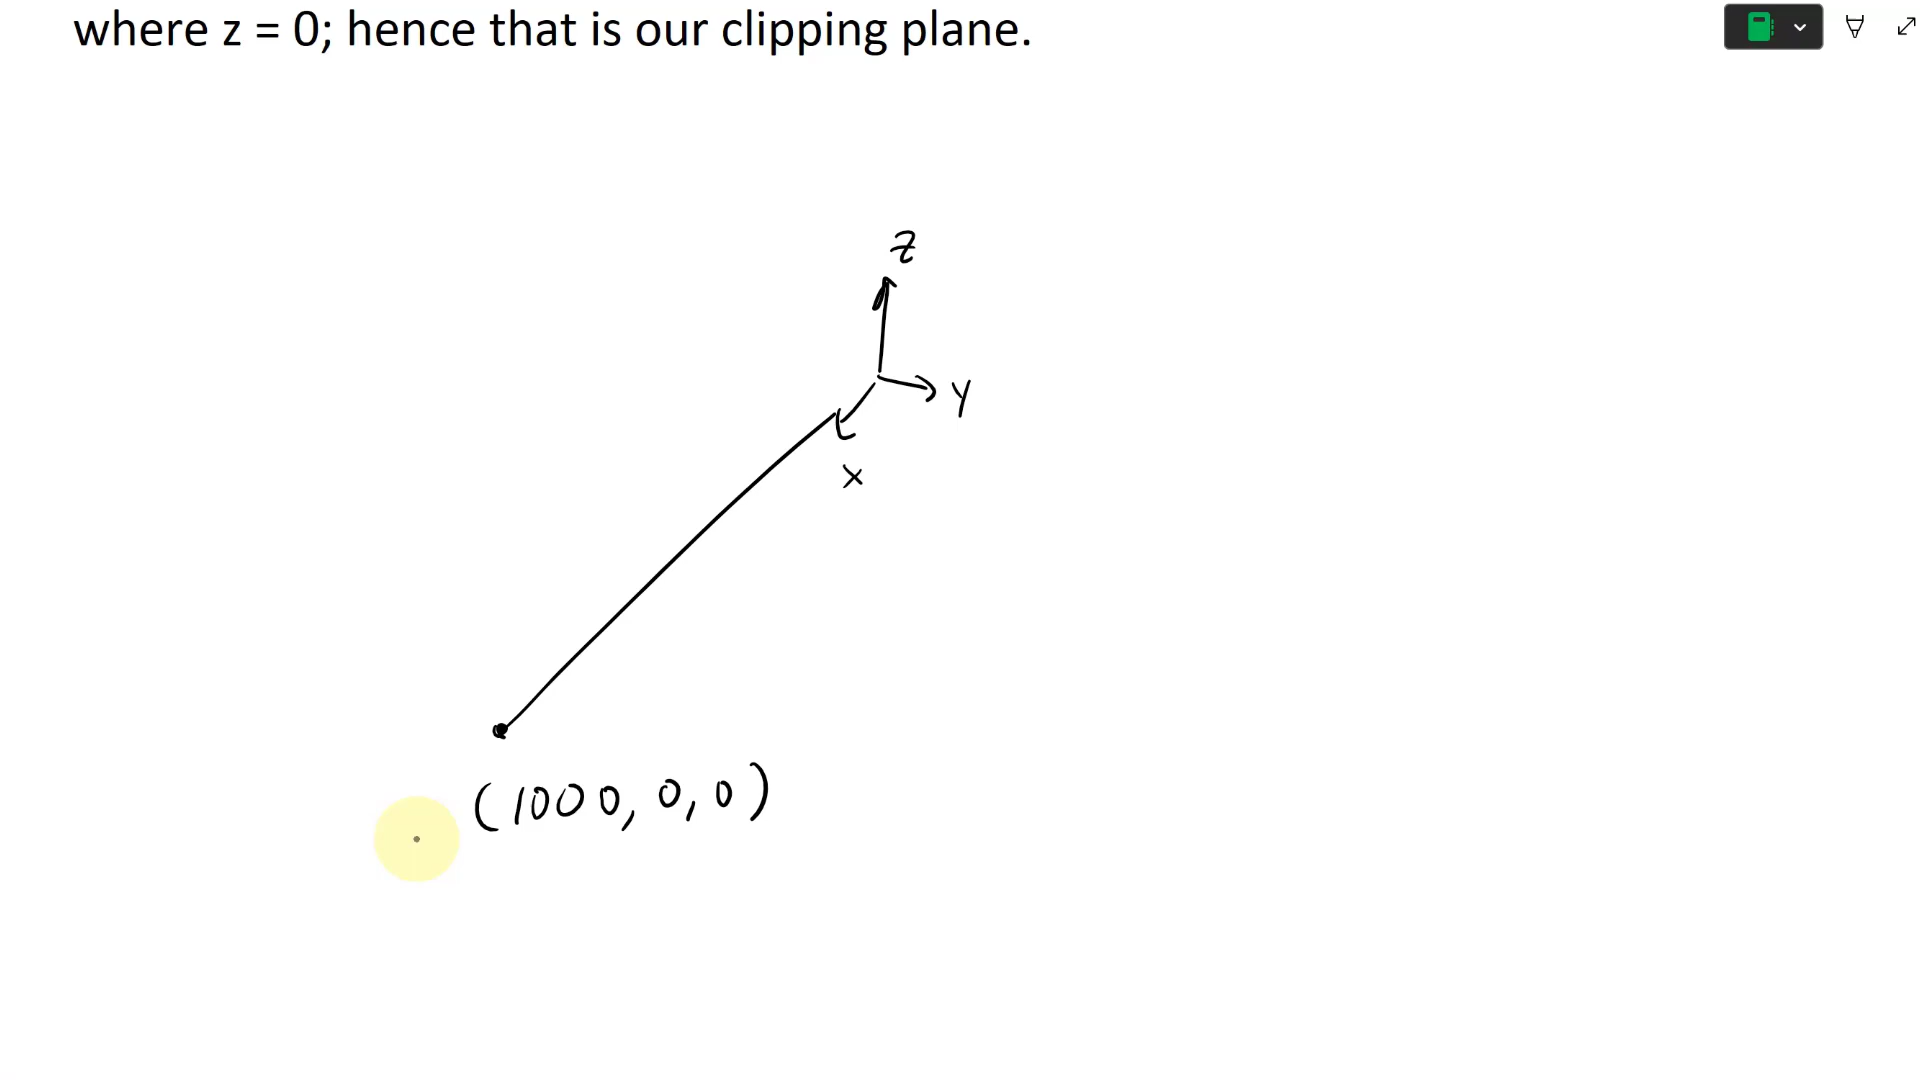 where z = 0; hence that is our clipping plane.
z
y
x
(1000, 0, 0)